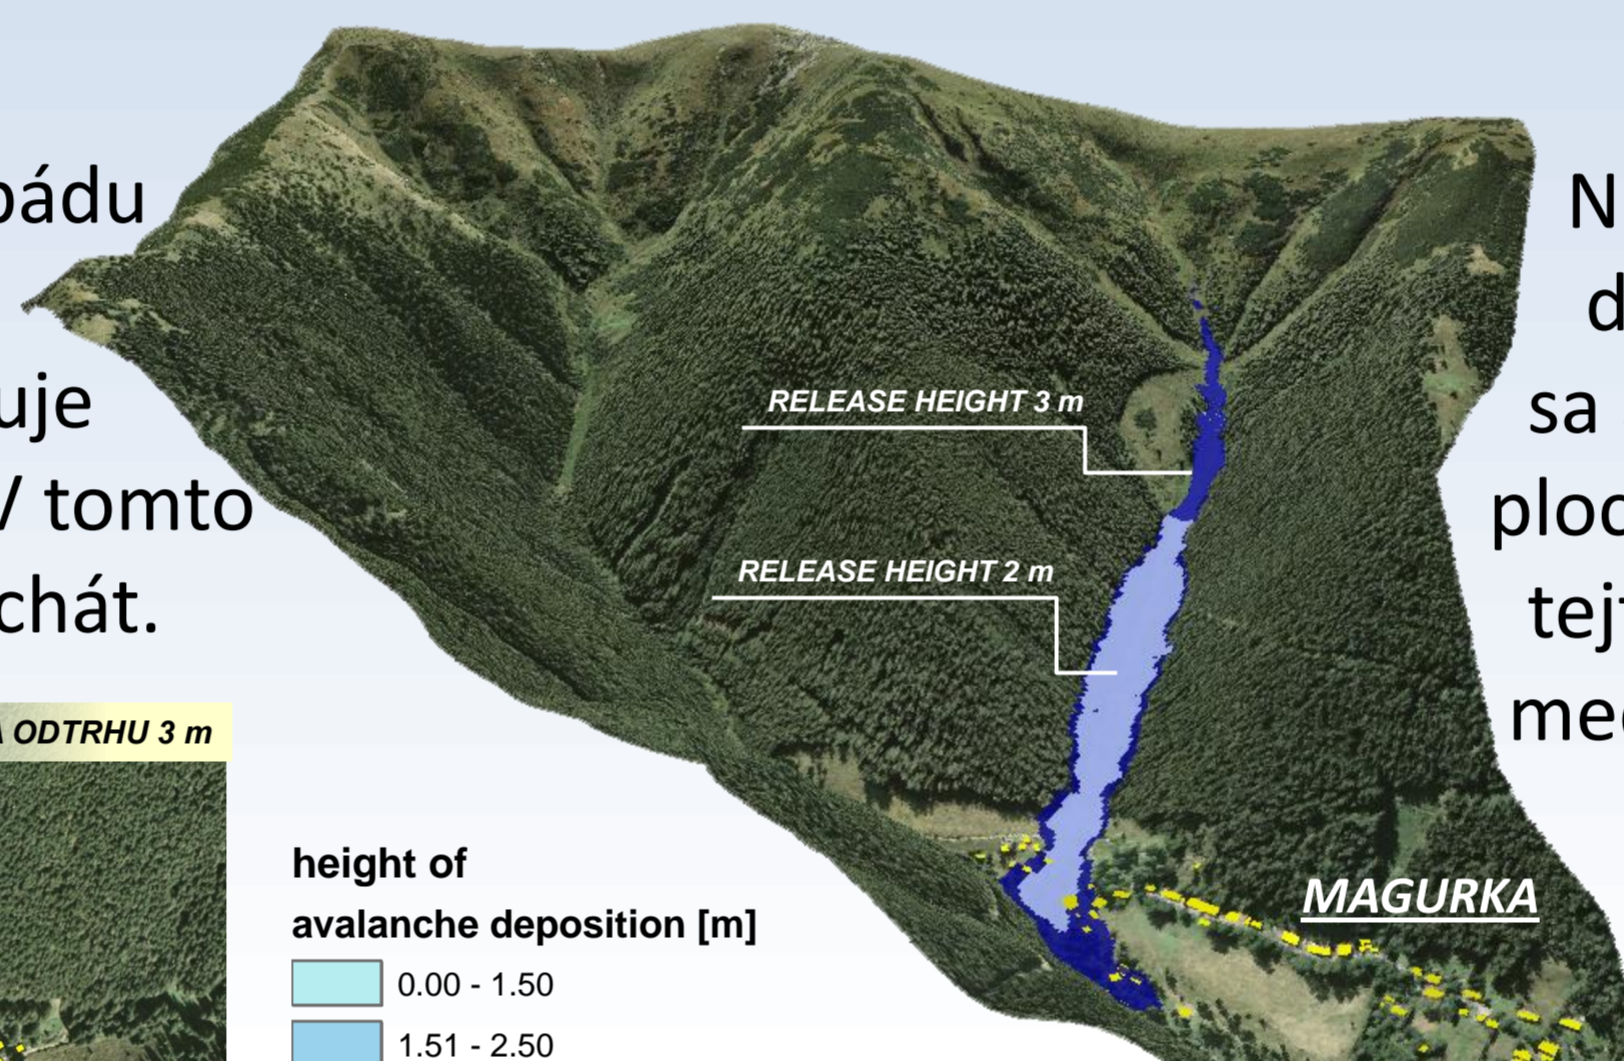 pádu
uje
V tomto
chát.
RELEASE HEIGHT 3 m
RELEASE HEIGHT 2 m
MAGURKA
N
d
sa
ploc
tej
med
ODTRHU 3 m
height of
avalanche deposition [m]
0.00 - 1.50
1.51 - 2.50